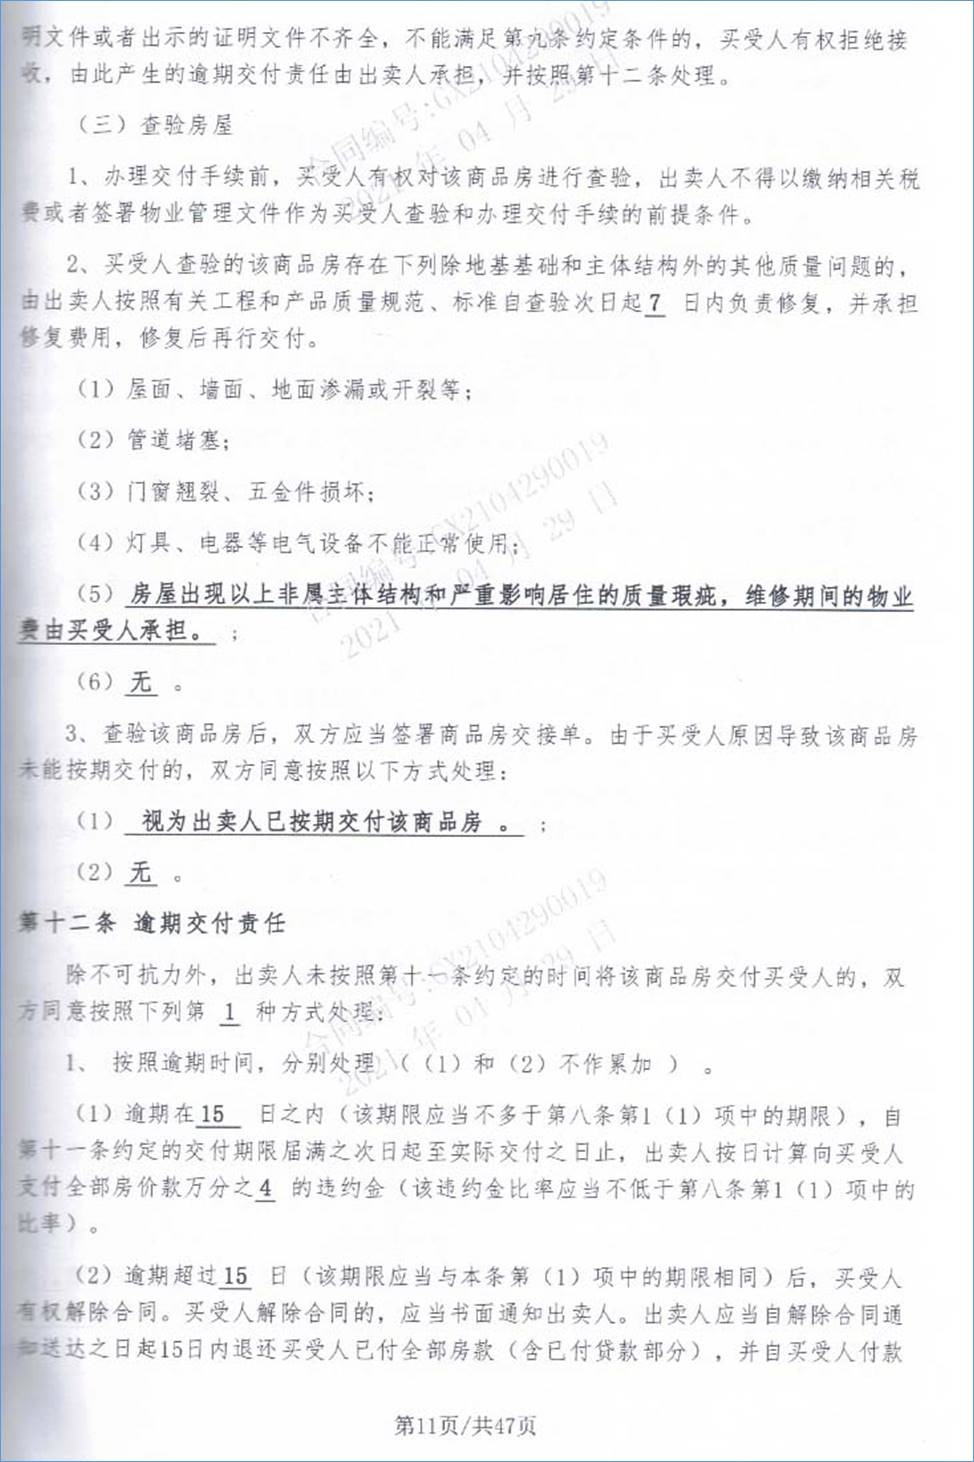 明文件或者出示的证明文件不齐全，不能满足第九条约定条件的，买受人有权拒绝接
收，由此产生的逾期交付责任由出卖人承担，并按照第十二条处理。
（三）查验房屋
1、办理交付手续前，买受人有权对该商品房进行查验，出卖人不得以缴纳相关税
费或者签署物业管理文件作为买受人查验和办理交付手续的前提条件。
2、买受人查验的该商品房存在下列除地基基础和主体结构外的其他质量问题的，
由出卖人按照有关工程和产品质量规范、标准自查验次日起7 日内负责修复，并承担
修复费用，修复后再行交付。
（1）屋面、墙面、地面渗漏或开裂等；
（2）管道堵塞；
（3）门窗翘裂、五金件损坏；
（4）灯具、电器等电气设备不能正常使用；
（5）房屋出现以上非属主体结构和严重影响居住的质量瑕疵，维修期间的物业
费由买受人承担。 ；
（6）无 。
3、查验该商品房后，双方应当签署商品房交接单。由于买受人原因导致该商品房
未能按期交付的，双方同意按照以下方式处理：
（1） 视为出卖人已按期交付该商品房 。 ；
（2）无 。
第十二条 逾期交付责任
除不可抗力外，出卖人未按照第十一条约定的时间将该商品房交付买受人的，双
方同意按照下列第 1 种方式处理：
1、 按照逾期时间，分别处理 （（1）和（2）不作累加 ） 。
（1）逾期在15 日之内（该期限应当不多于第八条第1（1）项中的期限），自
第十一条约定的交付期限届满之次日起至实际交付之日止，出卖人按日计算向买受人
支付全部房价款万分之4 的违约金（该违约金比率应当不低于第八条第1（1）项中的
比率）。
（2）逾期超过15 日（该期限应当与本条第（1）项中的期限相同）后，买受人
有权解除合同。买受人解除合同的，应当书面通知出卖人。出卖人应当自解除合同通
知送达之日起15日内退还买受人已付全部房款（含已付贷款部分），并自买受人付款
第11页/共47页
合同编号:GX2104290019
2021 年 04 月 29 日
合同编号:GX2104290019
2021 年 04 月 29 日
合同编号:GX2104290019
2021 年 04 月 29 日